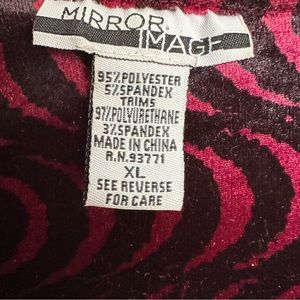 MIRROR.
IMAGE
95%POLYESTER
5%SPANDEX
TRIMS
97%POLYURETHANE
3%SPANDEX
MADE IN CHINA
R.N.93771
XL
SEE REVERSE
FOR CARE